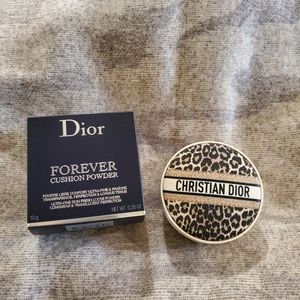 Dior
FOREVER
CUSHION POWDER
POUDRE LIBRE CONFORT ULTRA-FINE & FRAÎCHE
TRANSPARENCE, PERFECTION & LONGUE TENUE
ULTRA-FINE SKIN-FRESH LOOSE POWDER
LONGWEAR & TRANSLUCENT PERFECTION
10 g
NET WT. 0.35 OZ.
CHRISTIAN DIOR